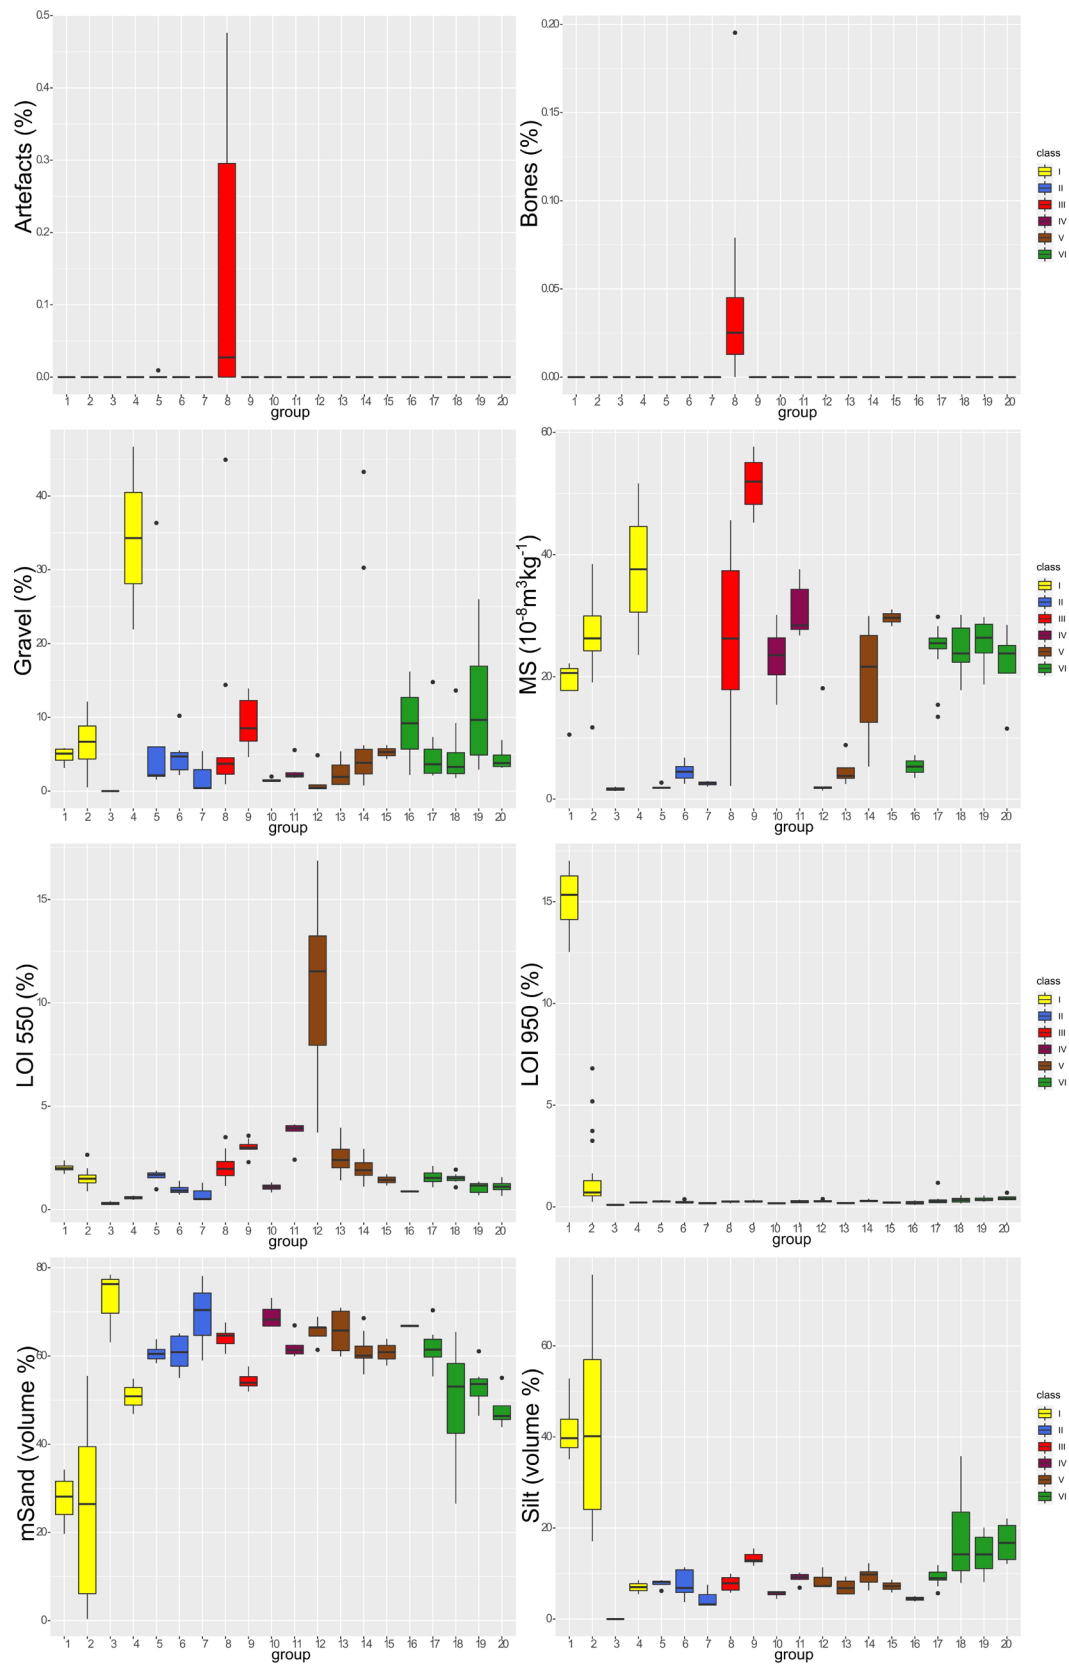 Artefacts (%)
0.5
0.4
0.3
0.2
0.1
0.0
1 2 3 4 5 6 7 8 9 10 11 12 13 14 15 16 17 18 19 20
group
Bones (%)
0.20
0.15
0.10
0.05
0.00
1 2 3 4 5 6 7 8 9 10 11 12 13 14 15 16 17 18 19 20
group
class
I
II
III
IV
V
VI
Gravel (%)
40
30
20
10
0
1 2 3 4 5 6 7 8 9 10 11 12 13 14 15 16 17 18 19 20
group
MS (10⁻⁸m³kg⁻¹)
60
40
20
0
1 2 3 4 5 6 7 8 9 10 11 12 13 14 15 16 17 18 19 20
group
class
I
II
III
IV
V
VI
LOI 550 (%)
15
10
5
0
1 2 3 4 5 6 7 8 9 10 11 12 13 14 15 16 17 18 19 20
group
LOI 950 (%)
15
10
5
0
1 2 3 4 5 6 7 8 9 10 11 12 13 14 15 16 17 18 19 20
group
class
I
II
III
IV
V
VI
mSand (volume %)
80
60
40
20
0
1 2 3 4 5 6 7 8 9 10 11 12 13 14 15 16 17 18 19 20
group
Silt (volume %)
60
40
20
0
1 2 3 4 5 6 7 8 9 10 11 12 13 14 15 16 17 18 19 20
group
class
I
II
III
IV
V
VI